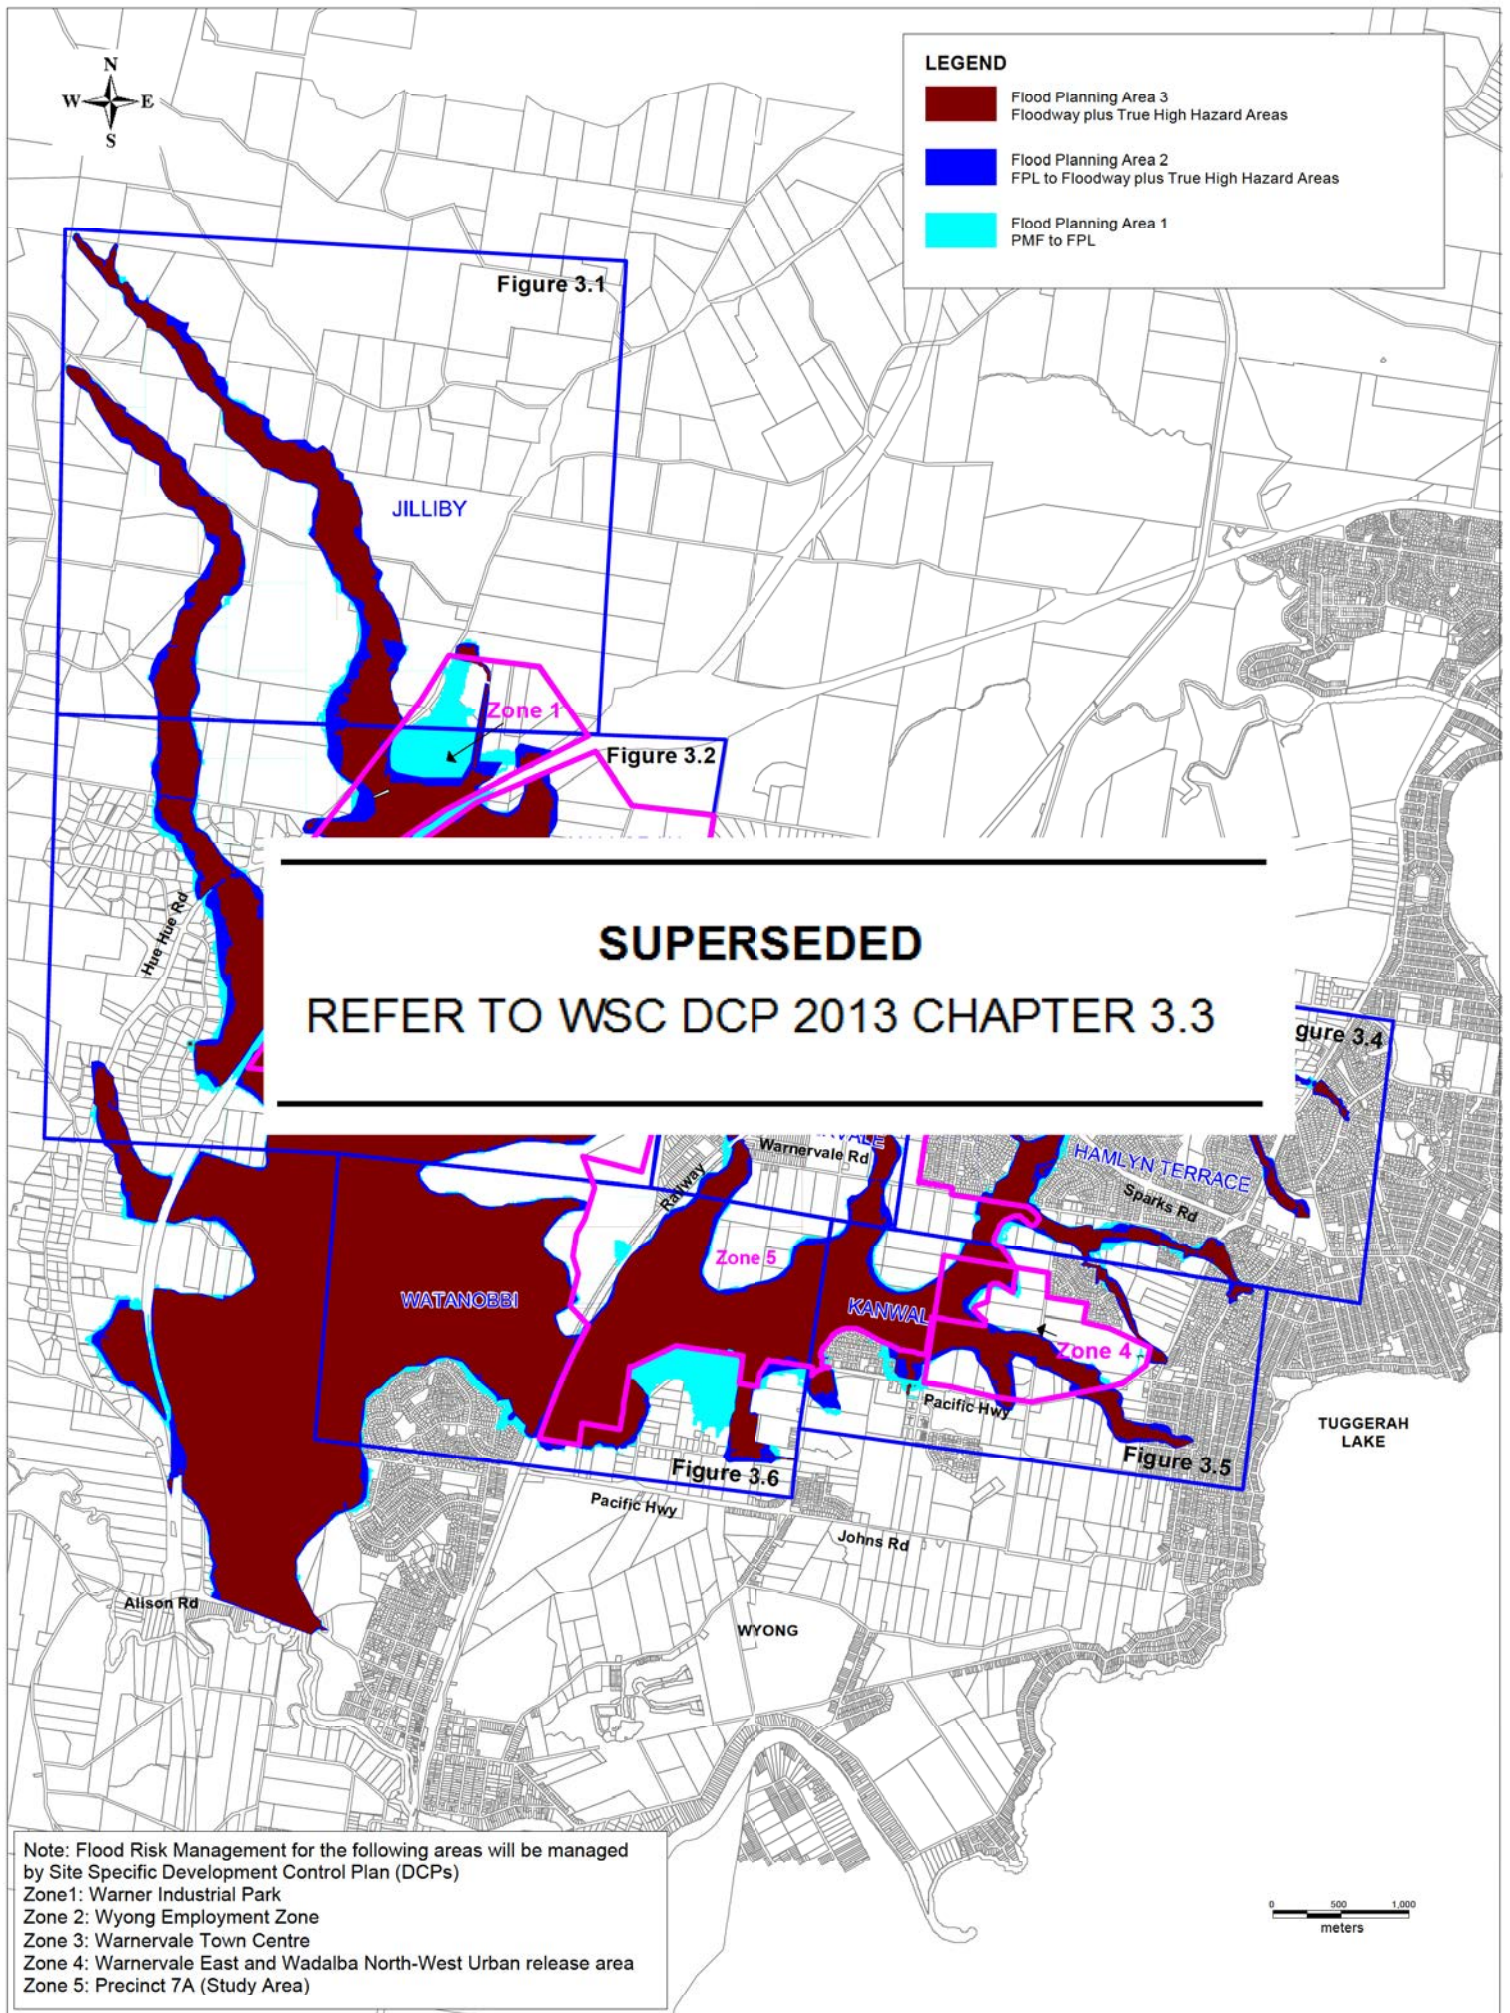 N
W E
S
LEGEND
Flood Planning Area 3
Floodway plus True High Hazard Areas
Flood Planning Area 2
FPL to Floodway plus True High Hazard Areas
Flood Planning Area 1
PMF to FPL
Figure 3.1
JILLIBY
Zone 1
Figure 3.2
Hue Hue Rd
SUPERSEDED
REFER TO WSC DCP 2013 CHAPTER 3.3
gure 3.4
Warnervale Rd
Railway
HAMLYN TERRACE
Sparks Rd
Zone 5
WATANOBBI
KANWAL
Zone 4
Pacific Hwy
TUGGERAH
LAKE
Figure 3.5
Figure 3.6
Pacific Hwy
Johns Rd
Alison Rd
WYONG
Note: Flood Risk Management for the following areas will be managed
by Site Specific Development Control Plan (DCPs)
Zone1: Warner Industrial Park
Zone 2: Wyong Employment Zone
Zone 3: Warnervale Town Centre
Zone 4: Warnervale East and Wadalba North-West Urban release area
Zone 5: Precinct 7A (Study Area)
0 500 1,000
meters